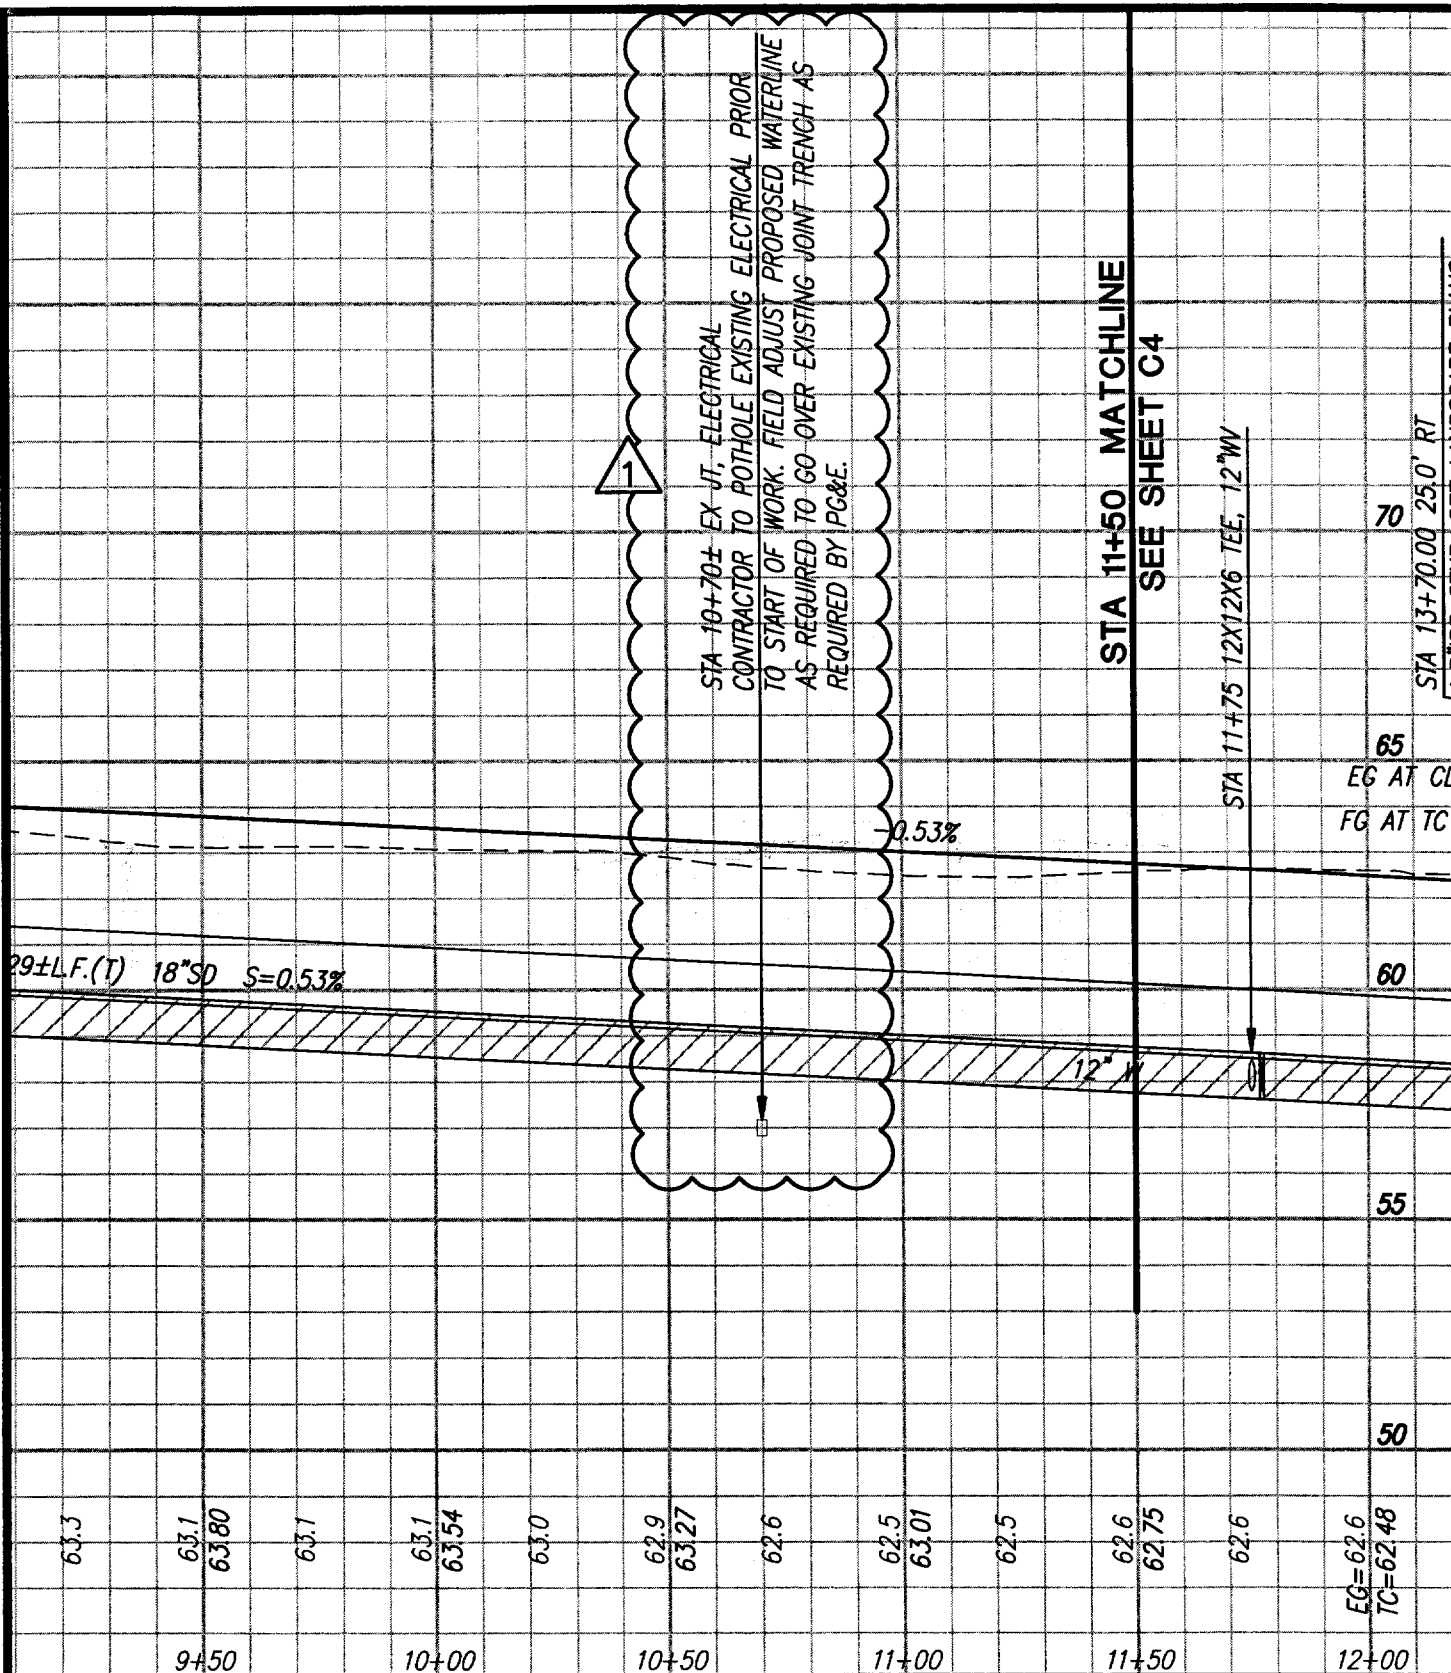 STA 10+70± EX JT, ELECTRICAL
CONTRACTOR TO POTHOLE EXISTING ELECTRICAL PRIOR
TO START OF WORK. FIELD ADJUST PROPOSED WATERLINE
AS REQUIRED TO GO OVER EXISTING JOINT TRENCH AS
REQUIRED BY PG&E.
1
STA 11+50 MATCHLINE
SEE SHEET C4
STA 11+75 12X12X6 TEE, 12"WV
STA 13+70.00 25.0' RT
70
65
EG AT CL
FG AT TC
-0.53%
29±L.F.(T) 18"SD S=0.53%
60
12" W
55
50
63.3
63.1
63.80
63.1
63.1
63.54
63.0
62.9
63.27
62.6
62.5
63.01
62.5
62.6
62.75
62.6
EG=62.6
TC=62.48
9+50
10+00
10+50
11+00
11+50
12+00